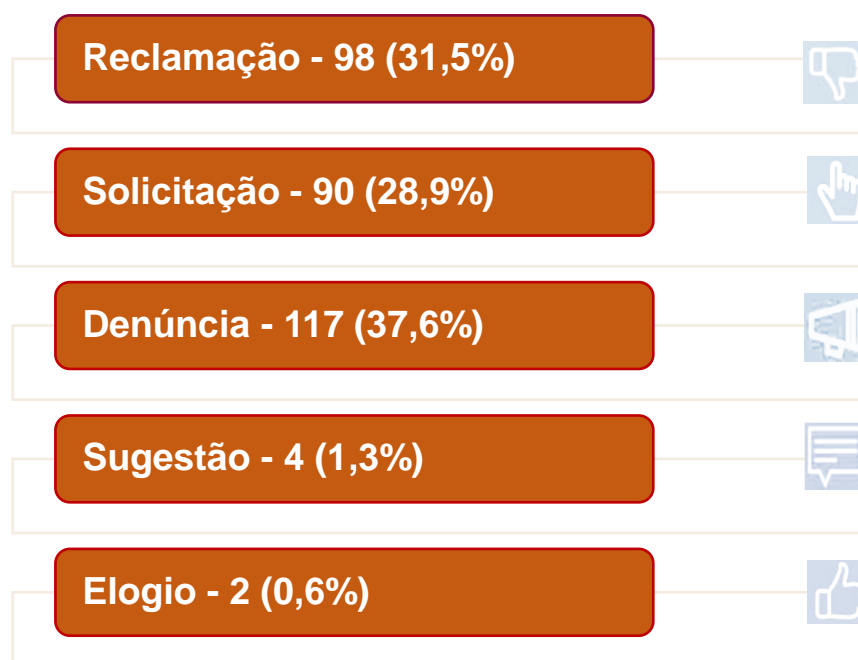 Reclamação - 98 (31,5%)
Solicitação - 90 (28,9%)
Denúncia - 117 (37,6%)
Sugestão - 4 (1,3%)
Elogio - 2 (0,6%)